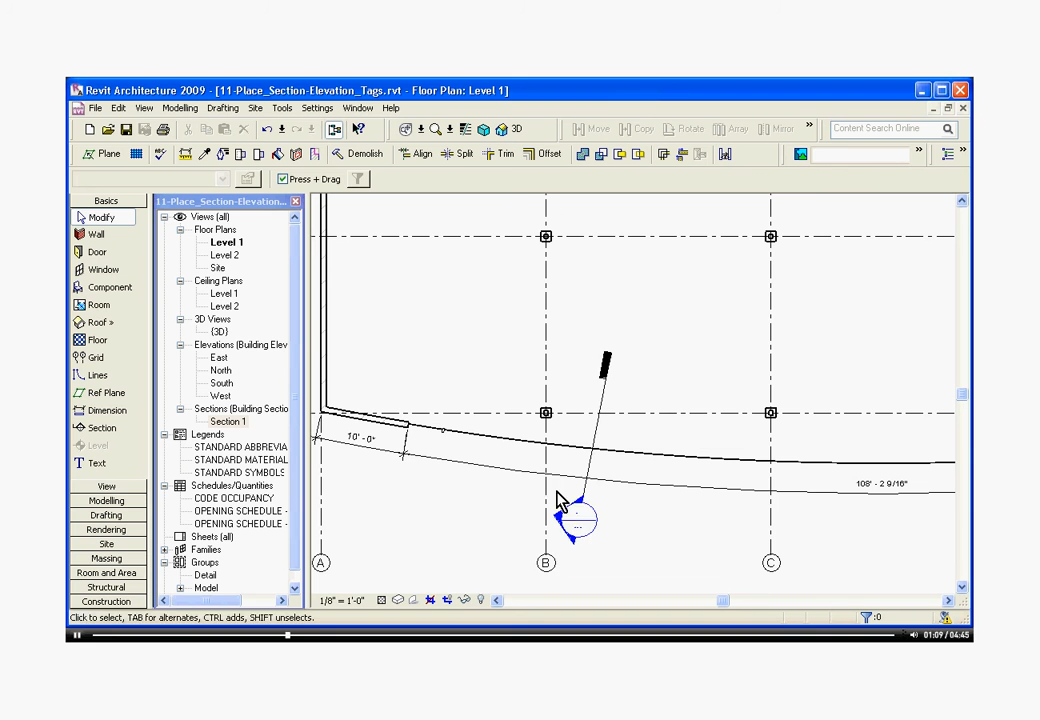 Revit Architecture 2009 - [11-Place_Section-Elevation_Tags.rvt - Floor Plan: Level 1]
File Edit View Modelling Drafting Site Tools Settings Window Help
3D Move Copy Rotate Array Mirror Content Search Online
Plane Demolish Align Split Trim Offset
Press + Drag
Basics
Modify
Wall
Door
Window
Component
Room
Roof »
Floor
Grid
Lines
Ref Plane
Dimension
Section
Level
Text
View
Modelling
Drafting
Rendering
Site
Massing
Room and Area
Structural
Construction
11-Place_Section-Elevation...
Views (all)
Floor Plans
Level 1
Level 2
Site
Ceiling Plans
Level 1
Level 2
3D Views
{3D}
Elevations (Building Elev
East
North
South
West
Sections (Building Sectio
Section 1
Legends
STANDARD ABBREVIA
STANDARD MATERIAL
STANDARD SYMBOLS
Schedules/Quantities
CODE OCCUPANCY
OPENING SCHEDULE -
OPENING SCHEDULE -
Sheets (all)
Families
Groups
Detail
Model
10' - 0"
108' - 2 9/16"
A B C
1/8" = 1'-0"
Click to select, TAB for alternates, CTRL adds, SHIFT unselects. :0
01:09 / 04:45